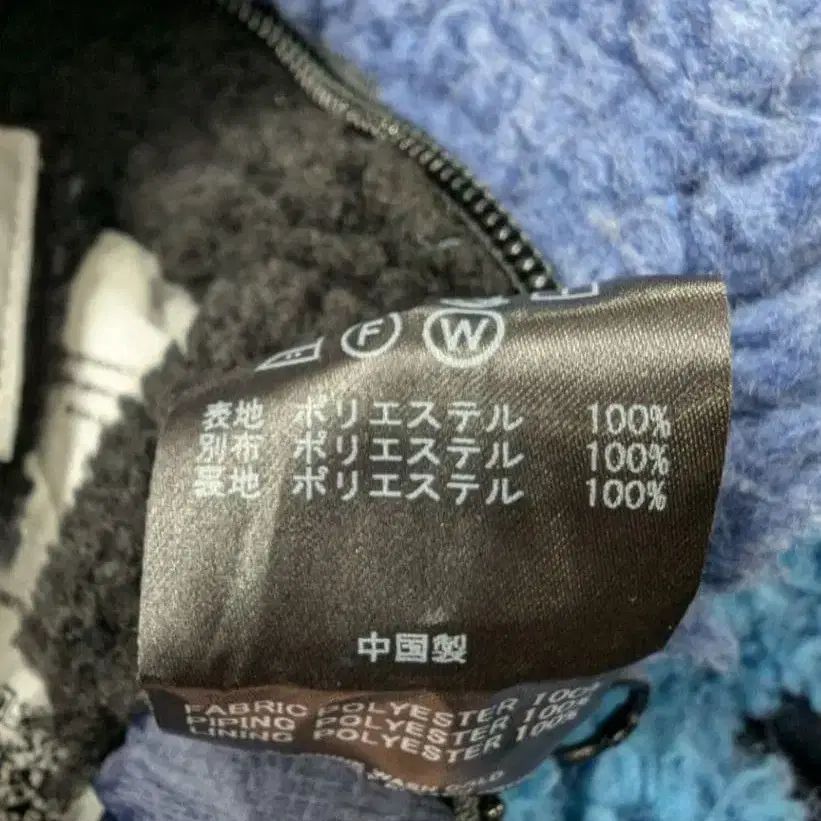 F W
表地 ポリエステル 100%
別布 ポリエステル 100%
裏地 ポリエステル 100%
中国製
FABRIC POLYESTER 100%
PIPING POLYESTER 100%
LINING POLYESTER 100%
WASH COLD